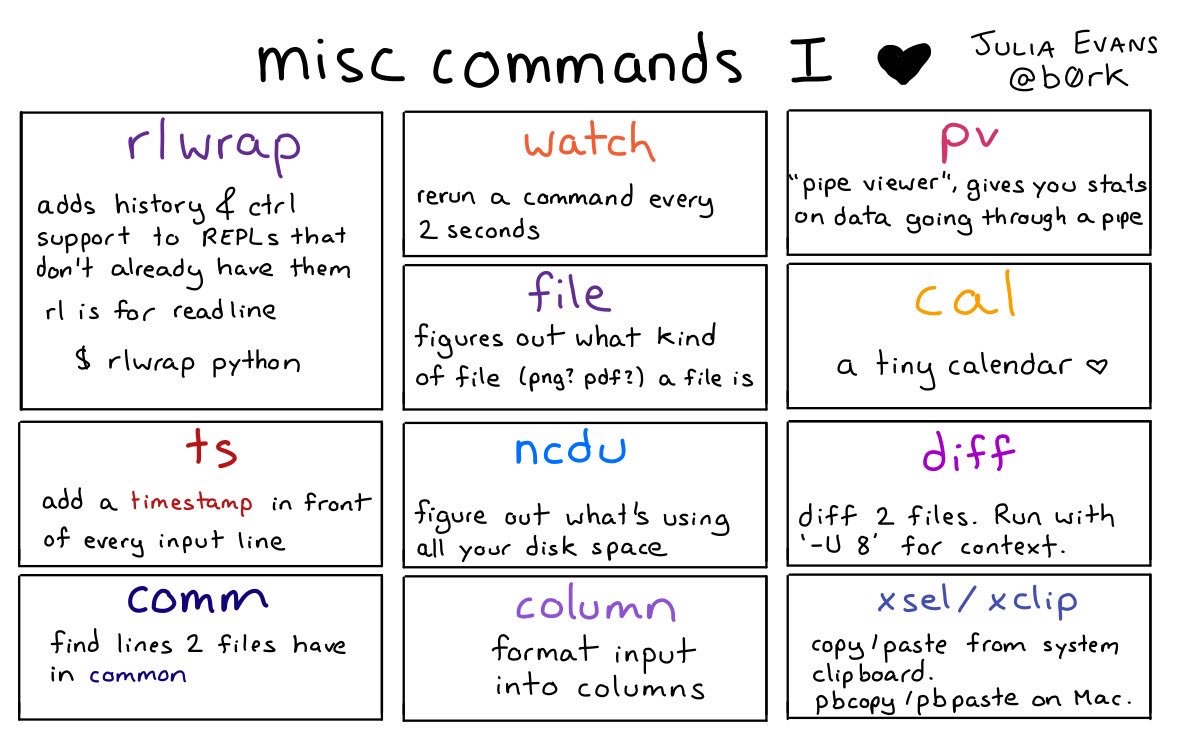 misc commands I ♥
JULIA EVANS
@b0rk
rlwrap
adds history & ctrl
support to REPLs that
don't already have them
rl is for readline
$ rlwrap python
watch
rerun a command every
2 seconds
pv
"pipe viewer", gives you stats
on data going through a pipe
file
figures out what kind
of file (png? pdf?) a file is
cal
a tiny calendar ♡
ts
add a timestamp in front
of every input line
ncdu
figure out what's using
all your disk space
diff
diff 2 files. Run with
'-U 8' for context.
comm
find lines 2 files have
in common
column
format input
into columns
xsel/xclip
copy/paste from system
clipboard.
pbcopy/pbpaste on Mac.